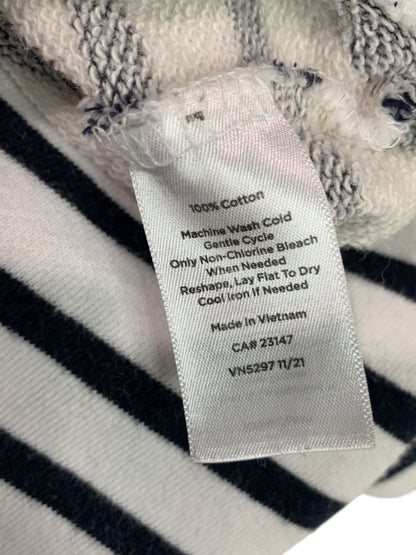 100% Cotton
Machine Wash Cold
Gentle Cycle
Only Non-Chlorine Bleach
When Needed
Reshape, Lay Flat To Dry
Cool Iron If Needed
Made in Vietnam
CA# 23147
VN5297 11/21